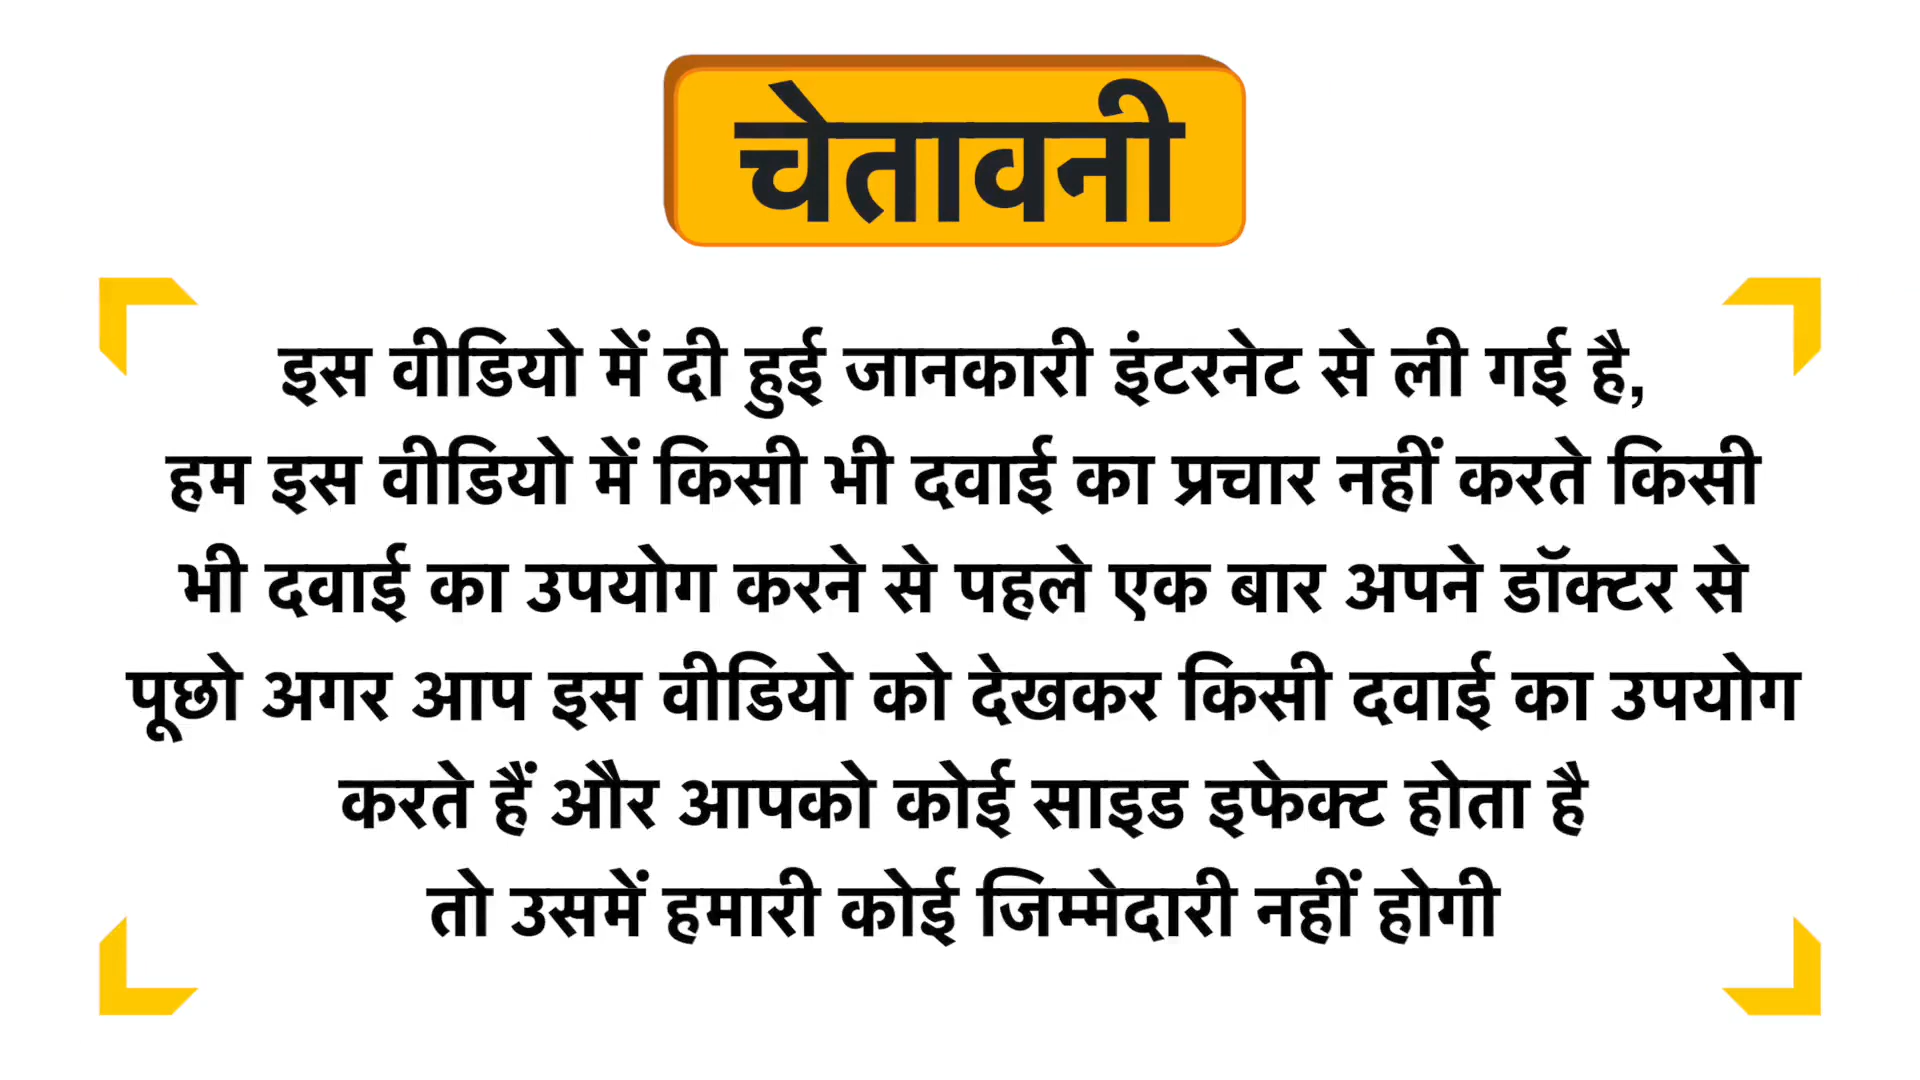 चेतावनी
इस वीडियो में दी हुई जानकारी इंटरनेट से ली गई है,
हम इस वीडियो में किसी भी दवाई का प्रचार नहीं करते किसी
भी दवाई का उपयोग करने से पहले एक बार अपने डॉक्टर से
पूछो अगर आप इस वीडियो को देखकर किसी दवाई का उपयोग
करते हैं और आपको कोई साइड इफेक्ट होता है
तो उसमें हमारी कोई जिम्मेदारी नहीं होगी